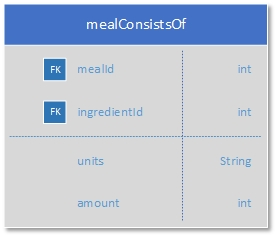 mealConsistsOf
FK mealId int
FK ingredientId int
units String
amount int